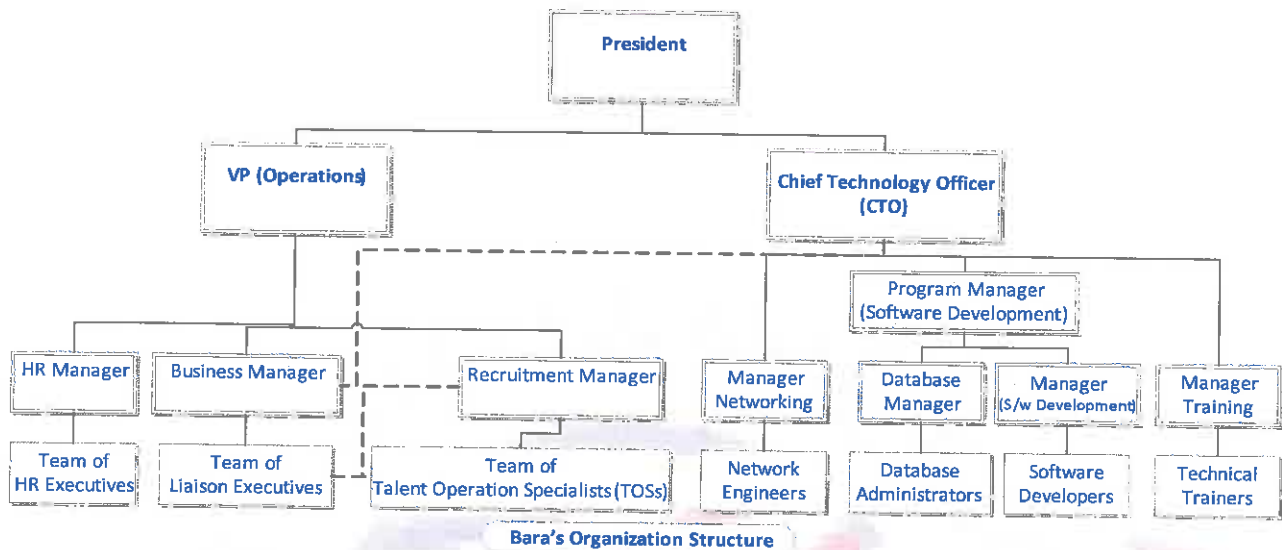 President
VP (Operations)
Chief Technology Officer
(CTO)
Program Manager
(Software Development)
HR Manager
Business Manager
Recruitment Manager
Manager
Networking
Database
Manager
Manager
(S/w Development)
Manager
Training
Team of
HR Executives
Team of
Liaison Executives
Team of
Talent Operation Specialists (TOSs)
Network
Engineers
Database
Administrators
Software
Developers
Technical
Trainers
Bara's Organization Structure